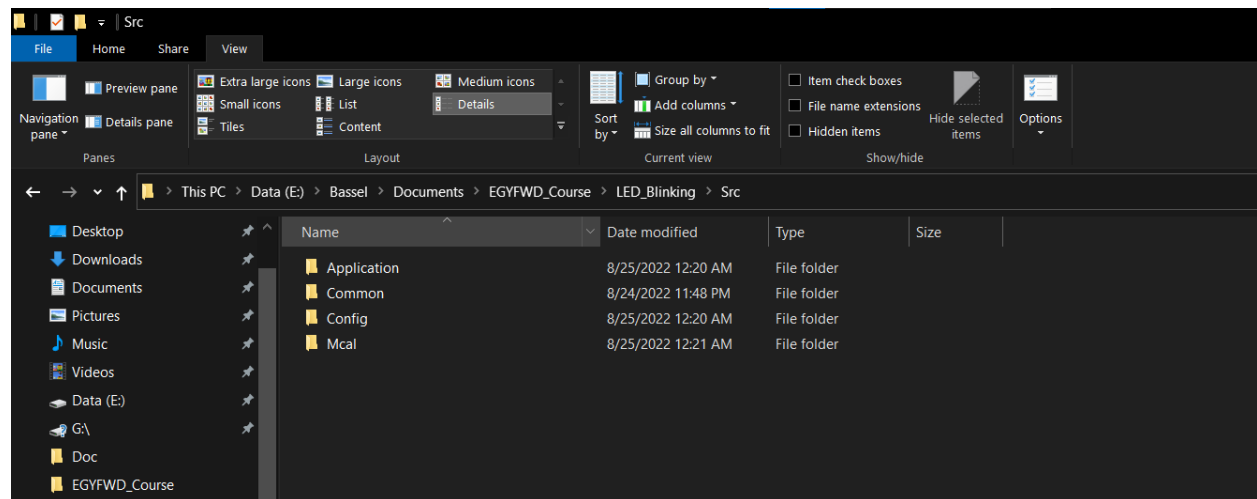 Src
File Home Share View
Preview pane
Details pane
Navigation pane
Panes
Extra large icons Large icons Medium icons
Small icons List Details
Tiles Content
Layout
Sort by
Group by
Add columns
Size all columns to fit
Current view
Item check boxes
File name extensions
Hidden items
Hide selected items
Show/hide
Options
This PC > Data (E:) > Bassel > Documents > EGYFWD_Course > LED_Blinking > Src
Desktop
Downloads
Documents
Pictures
Music
Videos
Data (E:)
G:\
Doc
EGYFWD_Course
Name Date modified Type Size
Application 8/25/2022 12:20 AM File folder
Common 8/24/2022 11:48 PM File folder
Config 8/25/2022 12:20 AM File folder
Mcal 8/25/2022 12:21 AM File folder